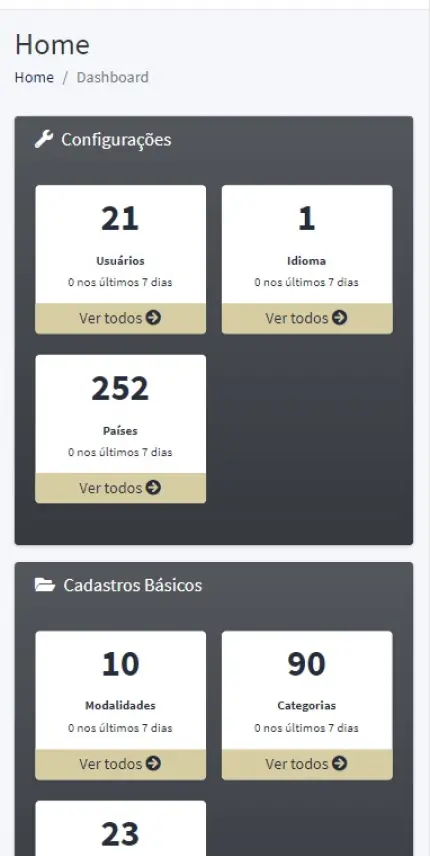 Home
Home / Dashboard
Configurações
21
Usuários
0 nos últimos 7 dias
Ver todos
1
Idioma
0 nos últimos 7 dias
Ver todos
252
Países
0 nos últimos 7 dias
Ver todos
Cadastros Básicos
10
Modalidades
0 nos últimos 7 dias
Ver todos
90
Categorias
0 nos últimos 7 dias
Ver todos
23